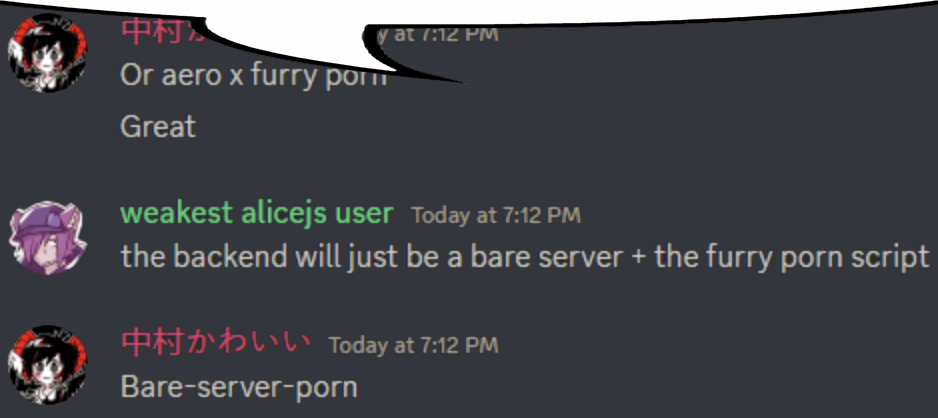 中村
y at 7:12 PM
Or aero x furry porn
Great
weakest alicejs user Today at 7:12 PM
the backend will just be a bare server + the furry porn script
中村かわいい Today at 7:12 PM
Bare-server-porn